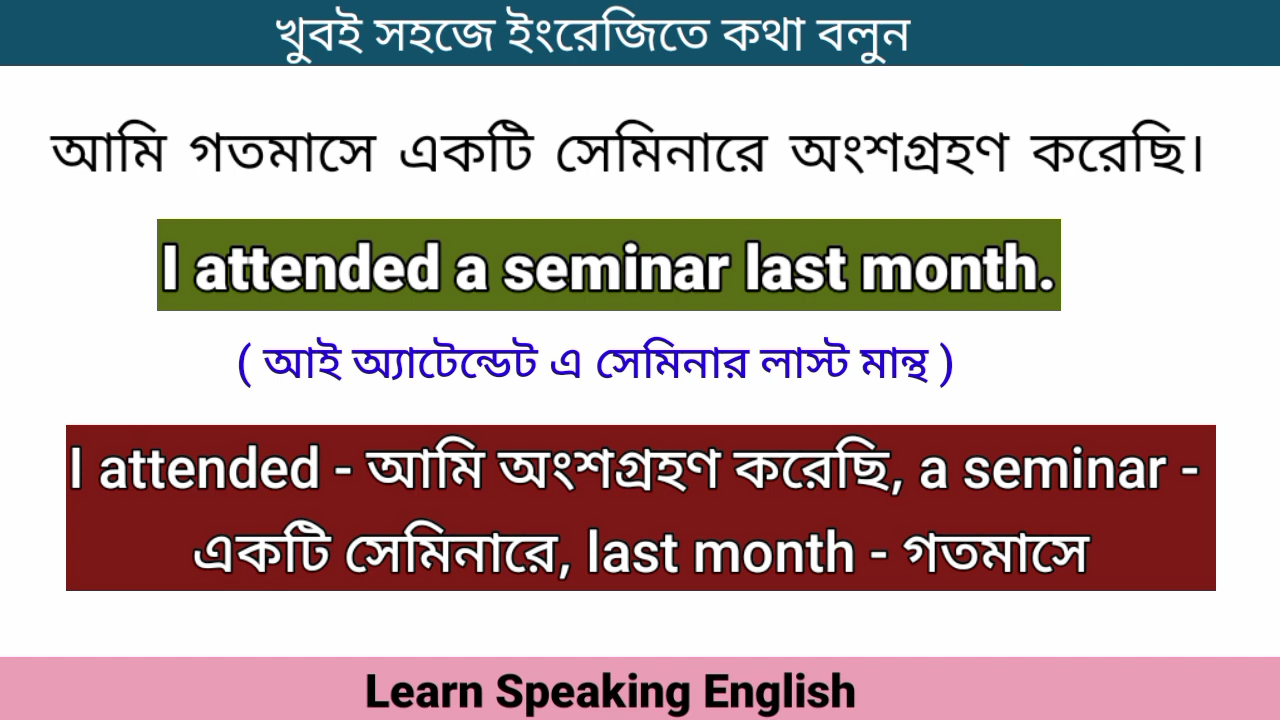 খুবই সহজে ইংরেজিতে কথা বলুন
আমি গতমাসে একটি সেমিনারে অংশগ্রহণ করেছি।
I attended a seminar last month.
( আই অ্যাটেন্ডেট এ সেমিনার লাস্ট মান্থ )
I attended - আমি অংশগ্রহণ করেছি, a seminar -
একটি সেমিনারে, last month - গতমাসে
Learn Speaking English